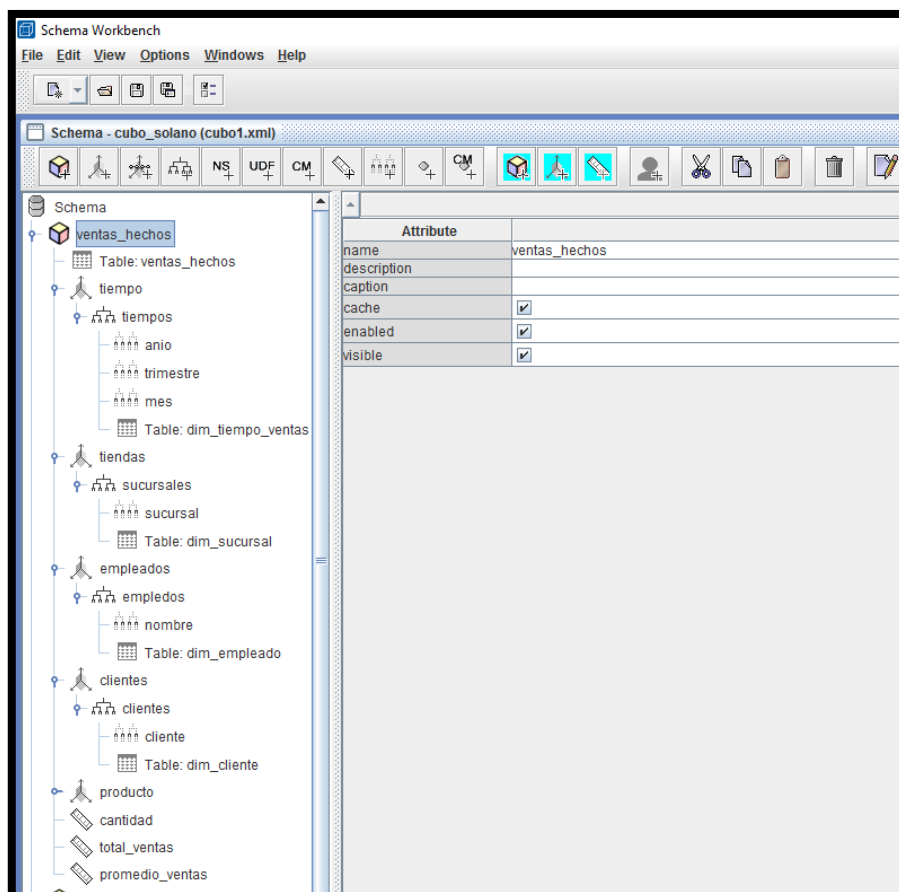 Schema Workbench
File Edit View Options Windows Help
Schema - cubo_solano (cubo1.xml)
NS UDF CM CM
Schema
ventas_hechos
Table: ventas_hechos
tiempo
tiempos
anio
trimestre
mes
Table: dim_tiempo_ventas
tiendas
sucursales
sucursal
Table: dim_sucursal
empleados
empledos
nombre
Table: dim_empleado
clientes
clientes
cliente
Table: dim_cliente
producto
cantidad
total_ventas
promedio_ventas
Attribute
name ventas_hechos
description
caption
cache
enabled
visible